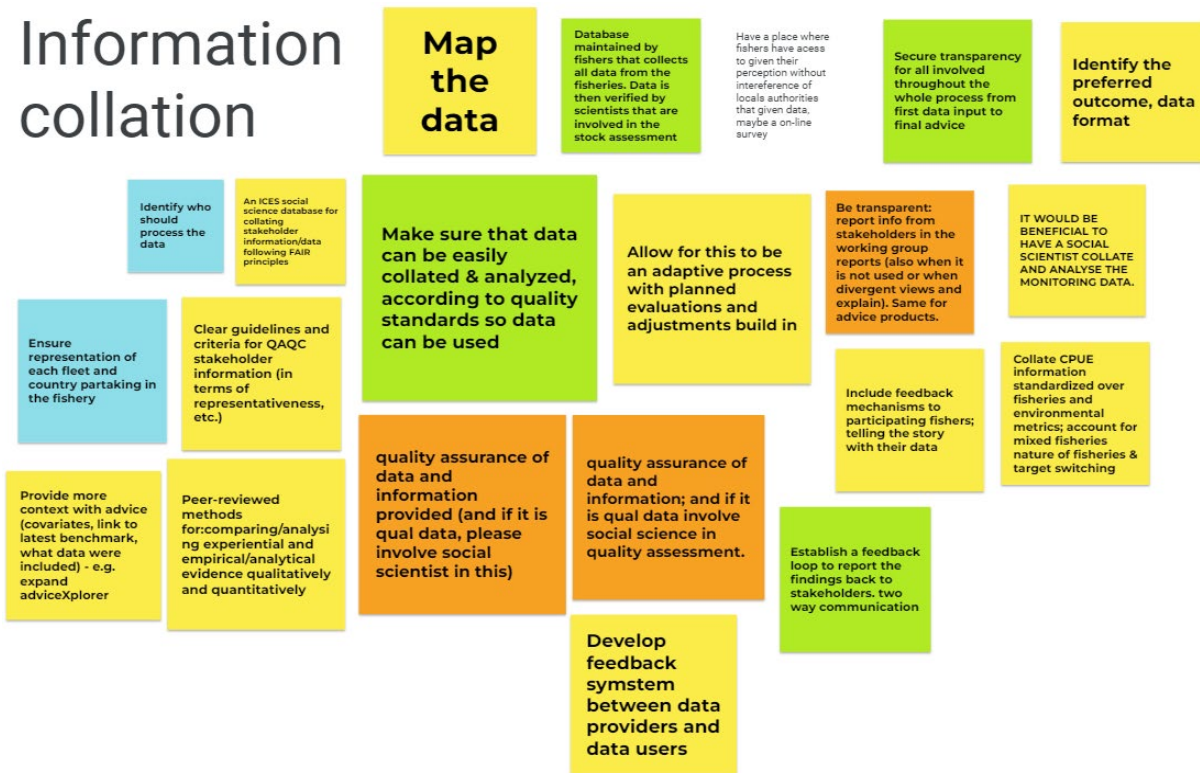 Information
collation
Map
the
data
Database
maintained by
fishers that collects
all data from the
fisheries. Data is
then verified by
scientists that are
involved in the
stock assessment
Have a place where
fishers have acess
to given their
perception without
intereference of
locals authorities
that given data,
maybe a on-line
survey
Secure transparency
for all involved
throughout the
whole process from
first data input to
final advice
Identify the
preferred
outcome, data
format
Identify who
should
process the
data
An ICES social
science database for
collating
stakeholder
information/data
following FAIR
principles
Make sure that data
can be easily
collated & analyzed,
according to quality
standards so data
can be used
Allow for this to be
an adaptive process
with planned
evaluations and
adjustments build in
Be transparent:
report info from
stakeholders in the
working group
reports (also when it
is not used or when
divergent views and
explain). Same for
advice products.
IT WOULD BE
BENEFICIAL TO
HAVE A SOCIAL
SCIENTIST COLLATE
AND ANALYSE THE
MONITORING DATA.
Ensure
representation of
each fleet and
country partaking in
the fishery
Clear guidelines and
criteria for QAQC
stakeholder
information (in
terms of
representativeness,
etc.)
Include feedback
mechanisms to
participating fishers;
telling the story
with their data
Collate CPUE
information
standardized over
fisheries and
environmental
metrics; account for
mixed fisheries
nature of fisheries &
target switching
Provide more
context with advice
(covariates, link to
latest benchmark,
what data were
included) - e.g.
expand
adviceXplorer
Peer-reviewed
methods
for:comparing/analysi
ng experiential and
empirical/analytical
evidence qualitatively
and quantitatively
quality assurance of
data and
information
provided (and if it is
qual data, please
involve social
scientist in this)
quality assurance of
data and
information; and if it
is qual data involve
social science in
quality assessment.
Establish a feedback
loop to report the
findings back to
stakeholders. two
way communication
Develop
feedback
symstem
between data
providers and
data users